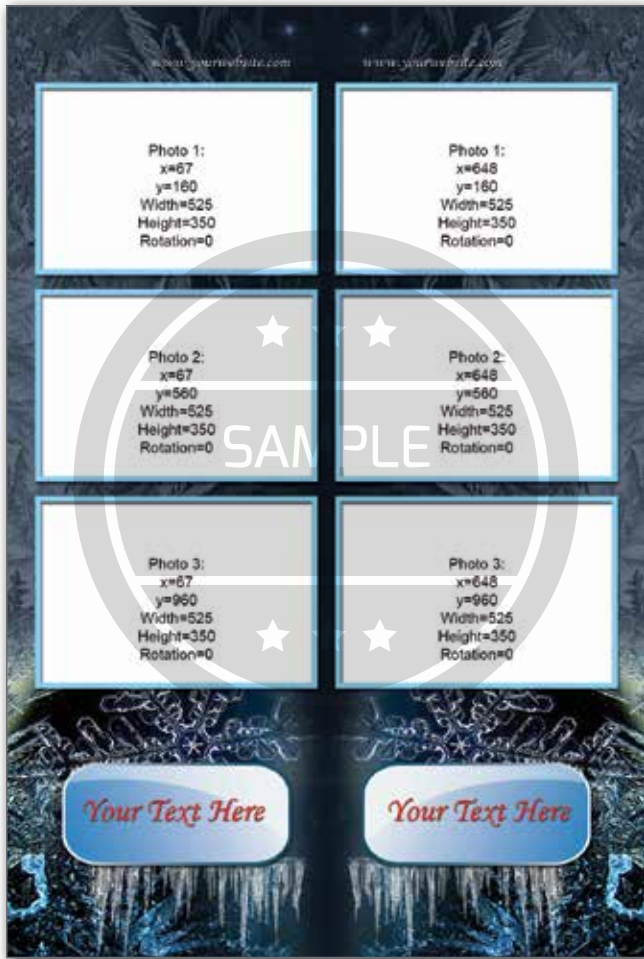 www.yourwebsite.com
www.yourwebsite.com
Photo 1:
x=67
y=160
Width=525
Height=350
Rotation=0
Photo 1:
x=648
y=160
Width=525
Height=350
Rotation=0
Photo 2:
x=67
y=560
Width=525
Height=350
Rotation=0
Photo 2:
x=648
y=560
Width=525
Height=350
Rotation=0
SAMPLE
Photo 3:
x=67
y=960
Width=525
Height=350
Rotation=0
Photo 3:
x=648
y=960
Width=525
Height=350
Rotation=0
Your Text Here
Your Text Here